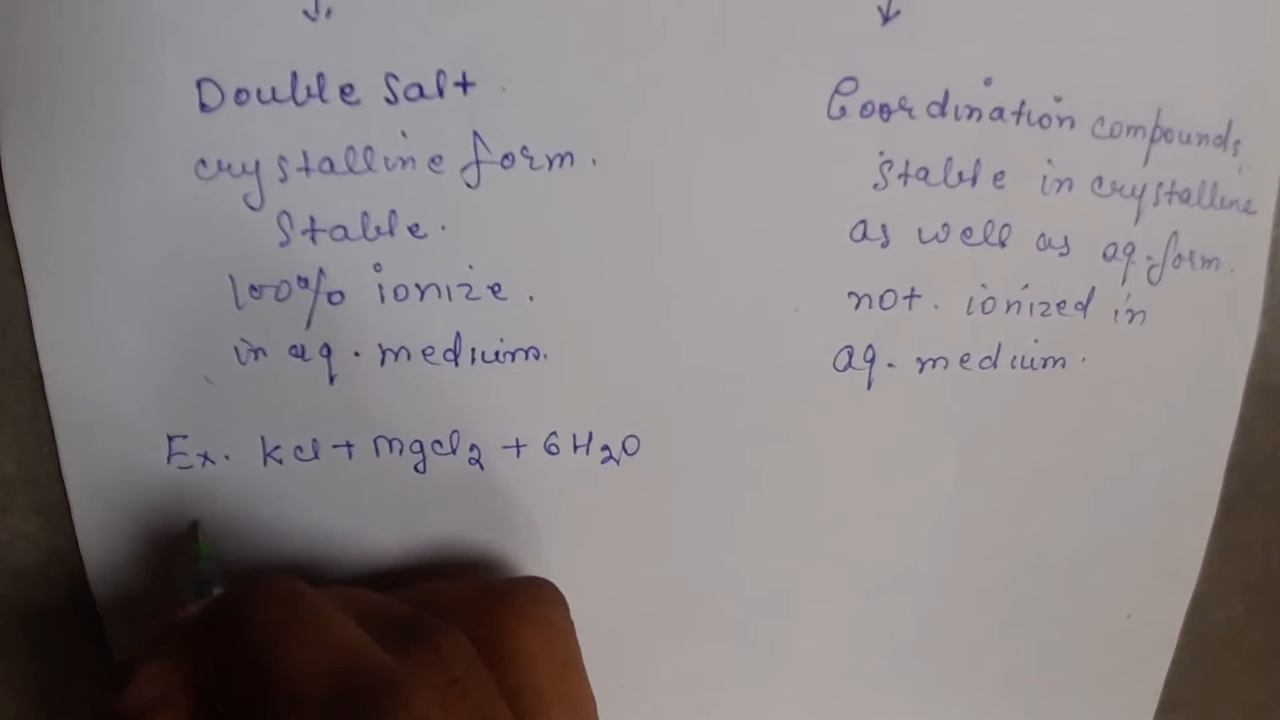 Double salt
crystalline form.
stable.
100% ionize.
in aq. medium.
Ex. kcl + mgcl2 + 6H2O
Coordination compounds
stable in crystalline
as well as aq. form.
not. ionized in
aq. medium.